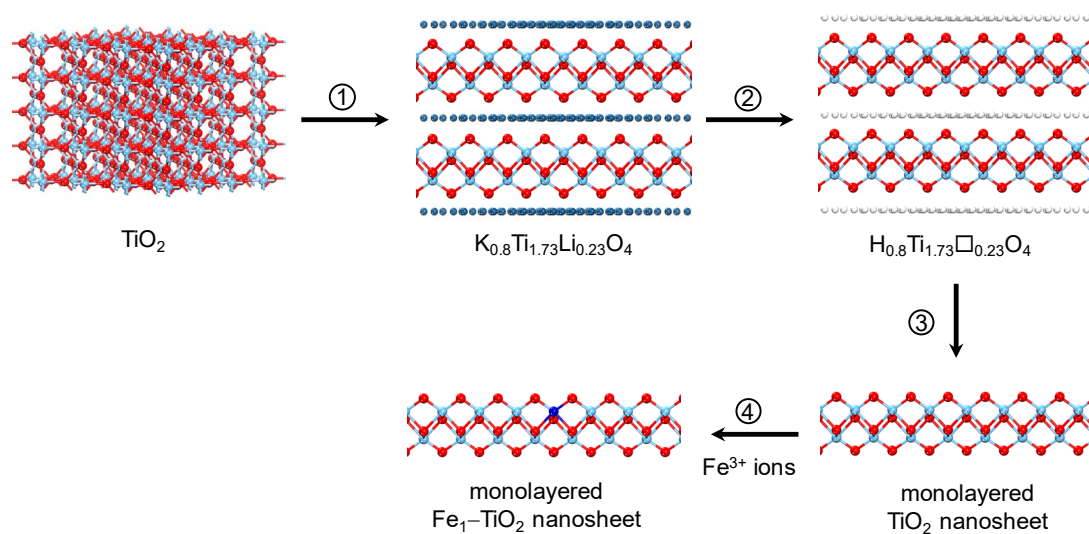 ①
②
TiO₂
K₀.₈Ti₁.₇₃Li₀.₂₃O₄
H₀.₈Ti₁.₇₃□₀.₂₃O₄
③
④
Fe³⁺ ions
monolayered
Fe₁–TiO₂ nanosheet
monolayered
TiO₂ nanosheet